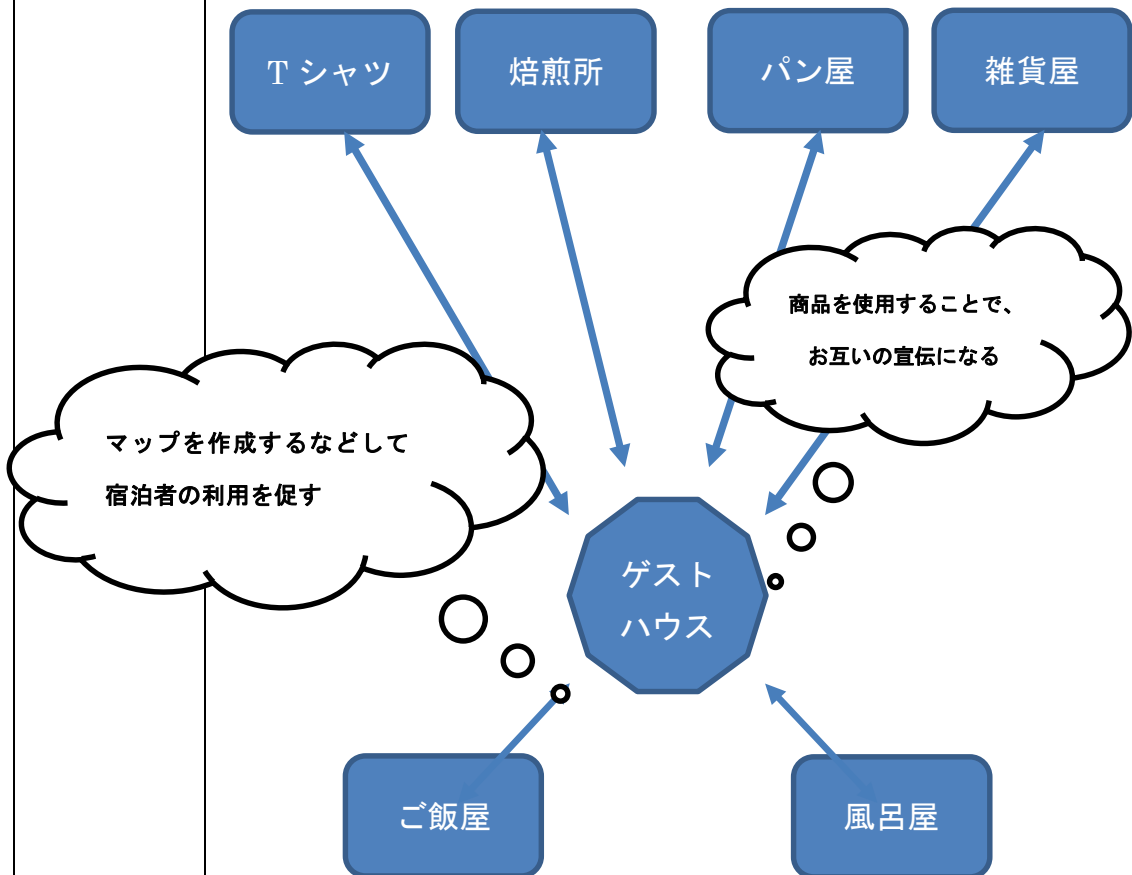 T シャツ
焙煎所
パン屋
雑貨屋
商品を使用することで、
お互いの宣伝になる
マップを作成するなどして
宿泊者の利用を促す
ゲスト
ハウス
ご飯屋
風呂屋